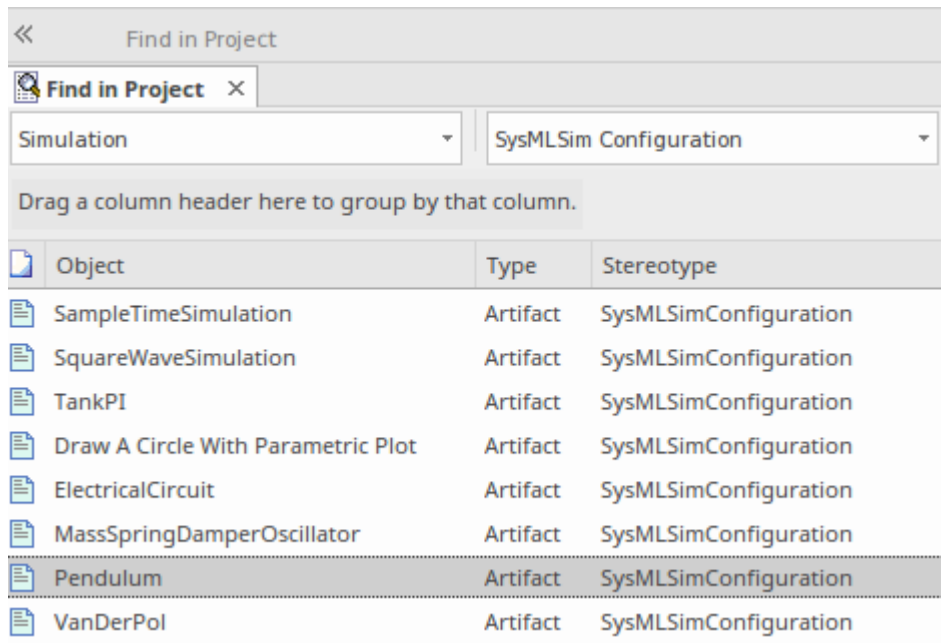 « Find in Project
Find in Project ×
Simulation SysMLSim Configuration
Drag a column header here to group by that column.
Object Type Stereotype
SampleTimeSimulation Artifact SysMLSimConfiguration
SquareWaveSimulation Artifact SysMLSimConfiguration
TankPI Artifact SysMLSimConfiguration
Draw A Circle With Parametric Plot Artifact SysMLSimConfiguration
ElectricalCircuit Artifact SysMLSimConfiguration
MassSpringDamperOscillator Artifact SysMLSimConfiguration
Pendulum Artifact SysMLSimConfiguration
VanDerPol Artifact SysMLSimConfiguration